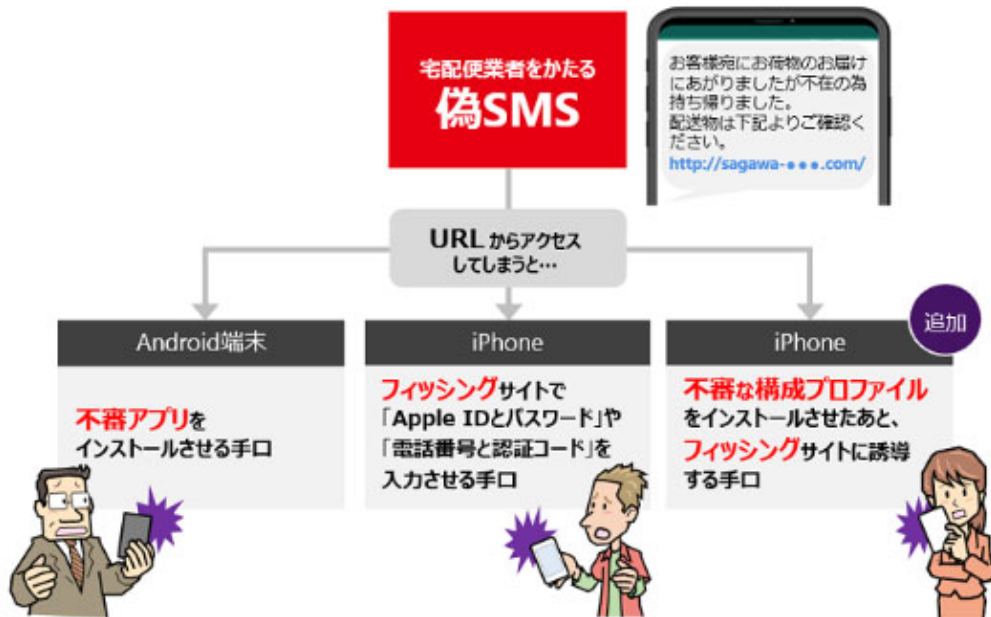 宅配便業者をかたる
偽SMS
お客様宛にお荷物のお届け
にあがりましたが不在の為
持ち帰りました。
配送物は下記よりご確認く
ださい。
http://sagawa-●●●.com/
URLからアクセス
してしまうと…
Android端末
不審アプリを
インストールさせる手口
iPhone
フィッシングサイトで
「Apple IDとパスワード」や
「電話番号と認証コード」を
入力させる手口
追加
iPhone
不審な構成プロファイル
をインストールさせたあと、
フィッシングサイトに誘導
する手口